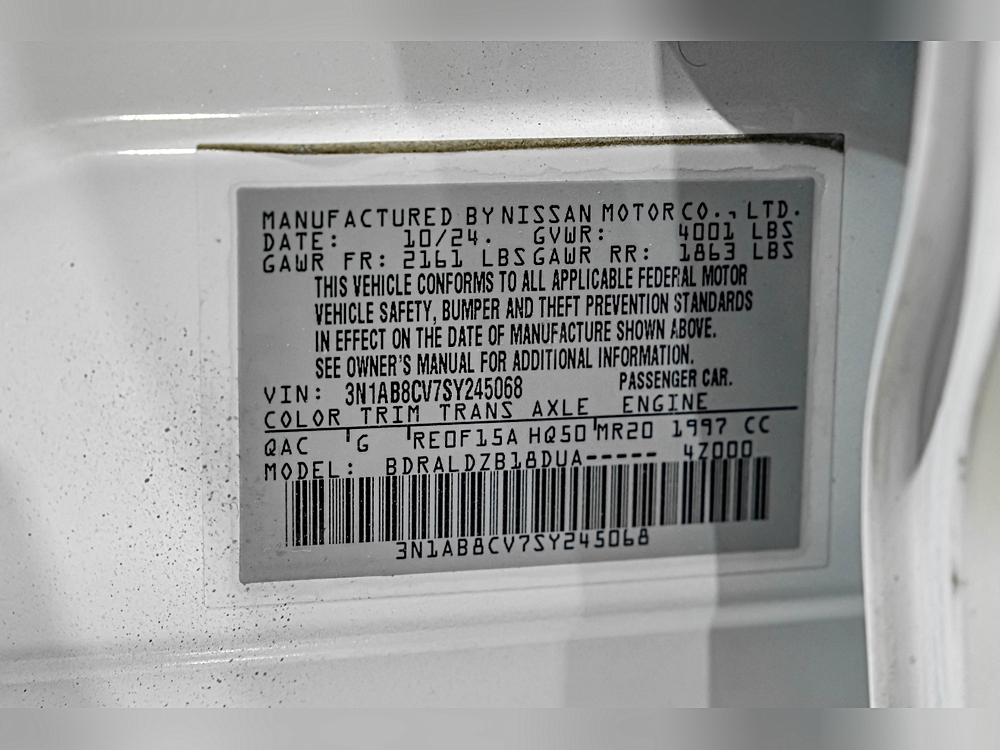 MANUFACTURED BY NISSAN MOTOR CO., LTD.
DATE: 10/24. GVWR: 4001 LBS
GAWR FR: 2161 LBS GAWR RR: 1863 LBS
THIS VEHICLE CONFORMS TO ALL APPLICABLE FEDERAL MOTOR
VEHICLE SAFETY, BUMPER AND THEFT PREVENTION STANDARDS
IN EFFECT ON THE DATE OF MANUFACTURE SHOWN ABOVE.
SEE OWNER'S MANUAL FOR ADDITIONAL INFORMATION.
VIN: 3N1AB8CV7SY245068 PASSENGER CAR.
COLOR TRIM TRANS AXLE ENGINE
QAC G RE0F15A HQ50 MR20 1997 CC
MODEL: BDRALDZB18DUA----- 4Z000
3N1AB8CV7SY245068